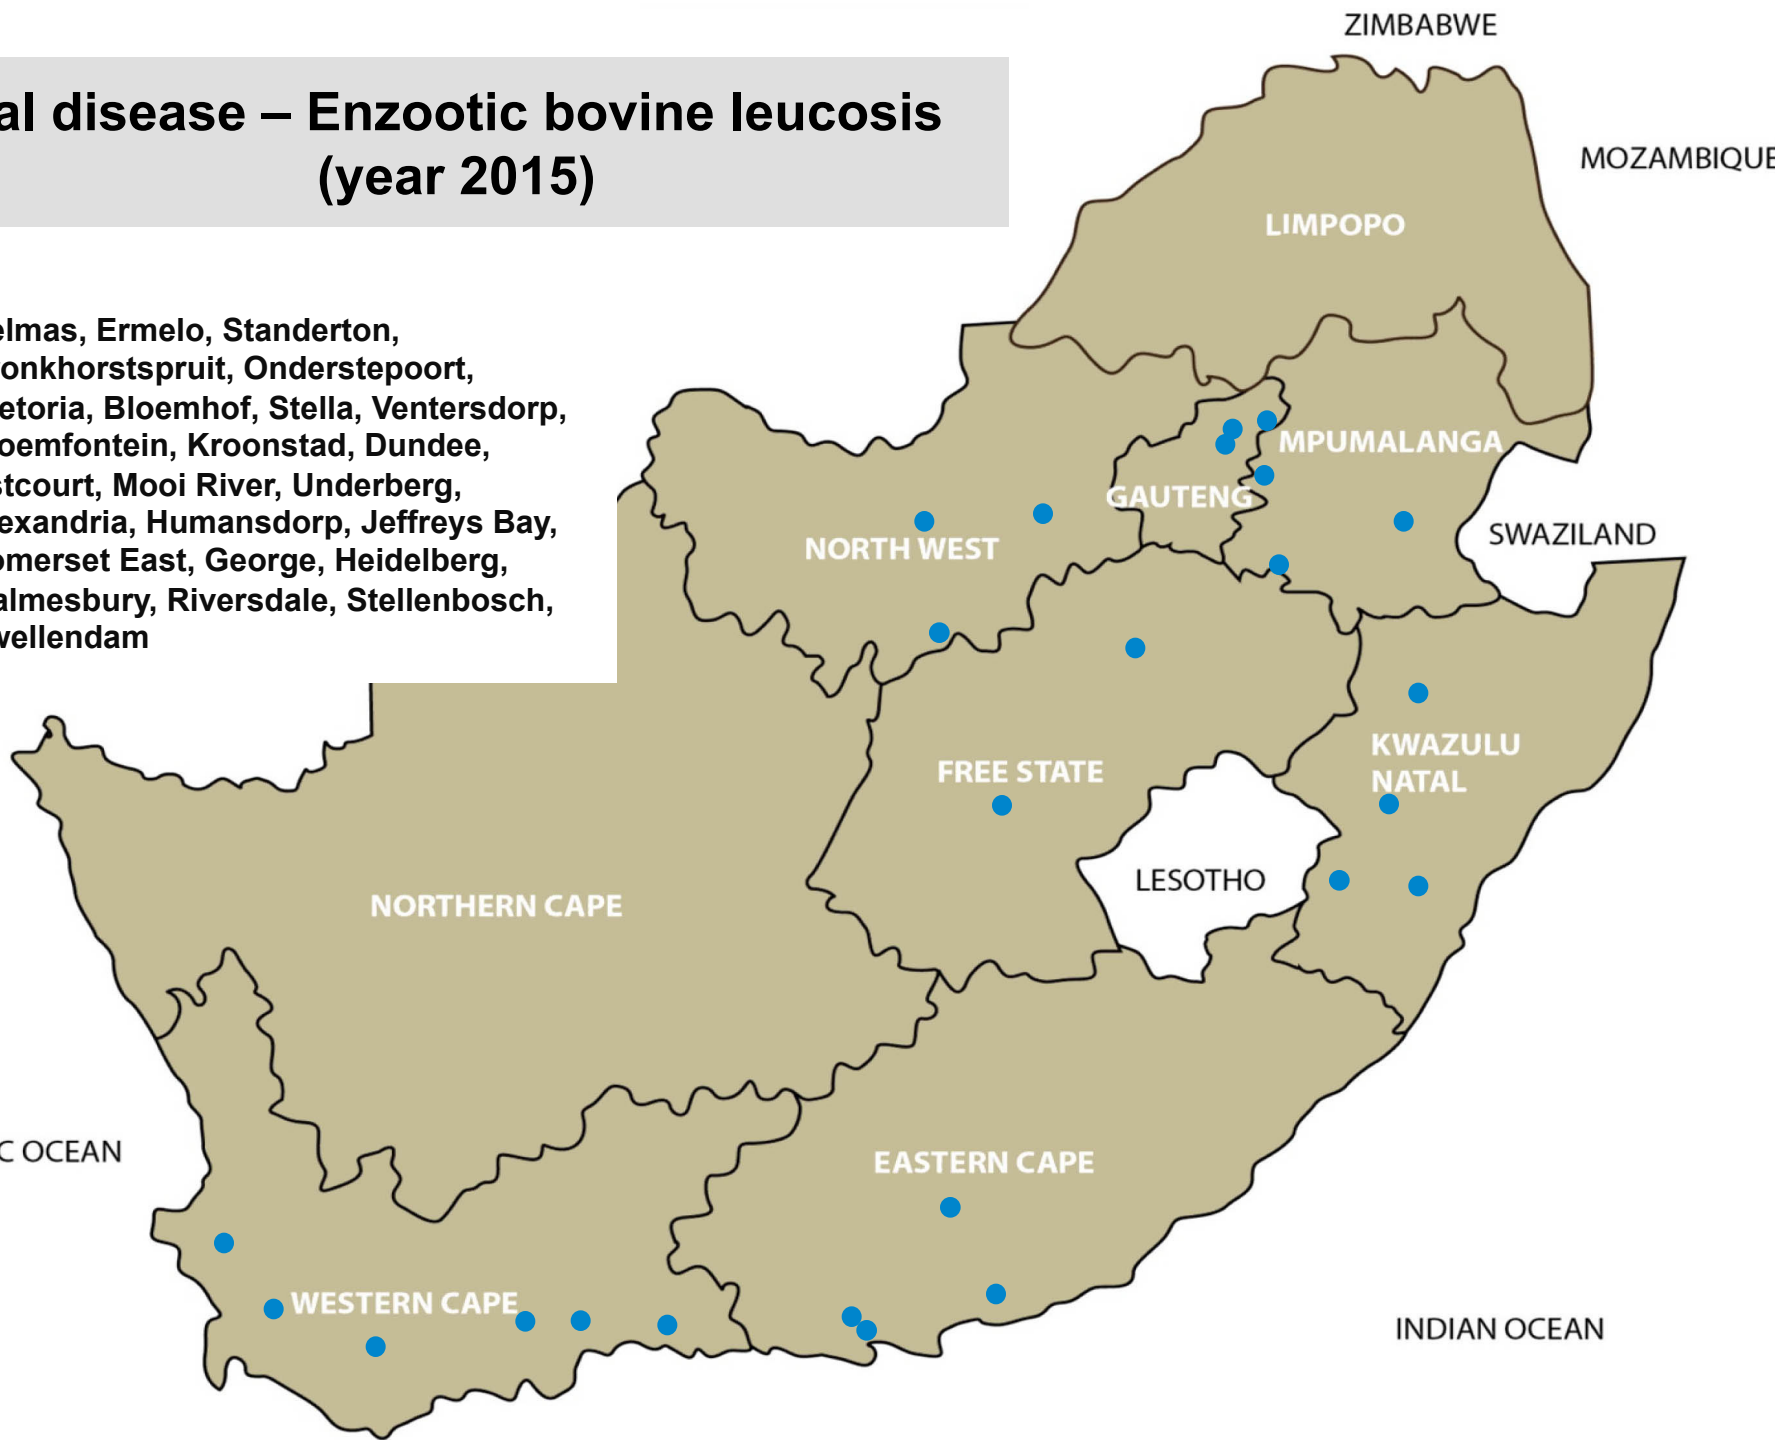 ZIMBABWE
al disease – Enzootic bovine leucosis
(year 2015)
MOZAMBIQUE
LIMPOPO
elmas, Ermelo, Standerton,
onkhorstspruit, Onderstepoort,
etoria, Bloemhof, Stella, Ventersdorp,
oemfontein, Kroonstad, Dundee,
stcourt, Mooi River, Underberg,
exandria, Humansdorp, Jeffreys Bay,
omerset East, George, Heidelberg,
almesbury, Riversdale, Stellenbosch,
wellendam
MPUMALANGA
GAUTENG
NORTH WEST
SWAZILAND
KWAZULU
NATAL
FREE STATE
LESOTHO
NORTHERN CAPE
C OCEAN
EASTERN CAPE
WESTERN CAPE
INDIAN OCEAN